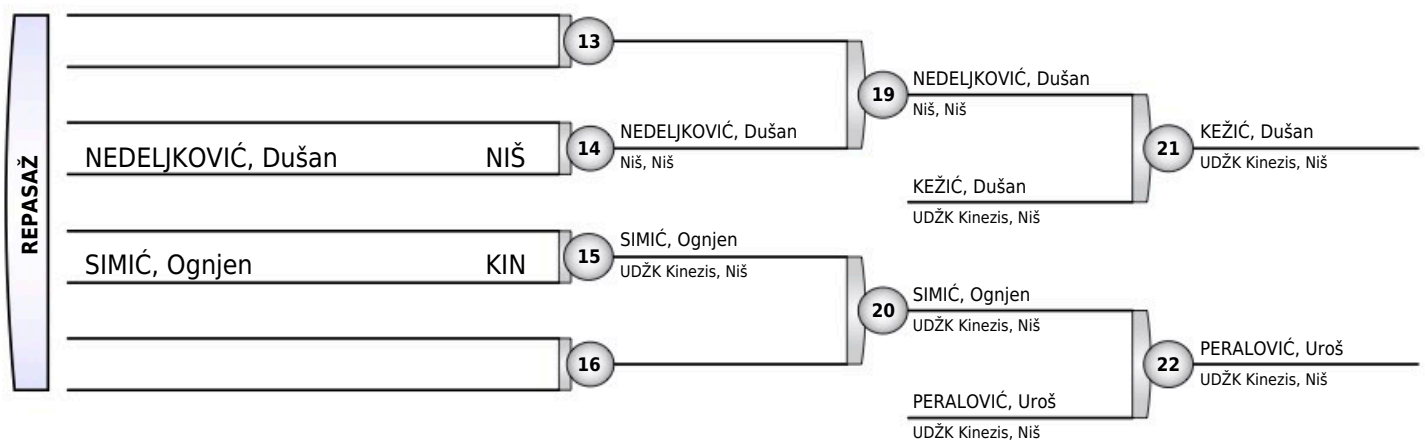 REPASAŽ
13
NEDELJKOVIĆ, Dušan NIŠ
14
NEDELJKOVIĆ, Dušan
Niš, Niš
SIMIĆ, Ognjen KIN
15
SIMIĆ, Ognjen
UDŽK Kinezis, Niš
16
19
NEDELJKOVIĆ, Dušan
Niš, Niš
KEŽIĆ, Dušan
UDŽK Kinezis, Niš
20
SIMIĆ, Ognjen
UDŽK Kinezis, Niš
PERALOVIĆ, Uroš
UDŽK Kinezis, Niš
21
KEŽIĆ, Dušan
UDŽK Kinezis, Niš
22
PERALOVIĆ, Uroš
UDŽK Kinezis, Niš